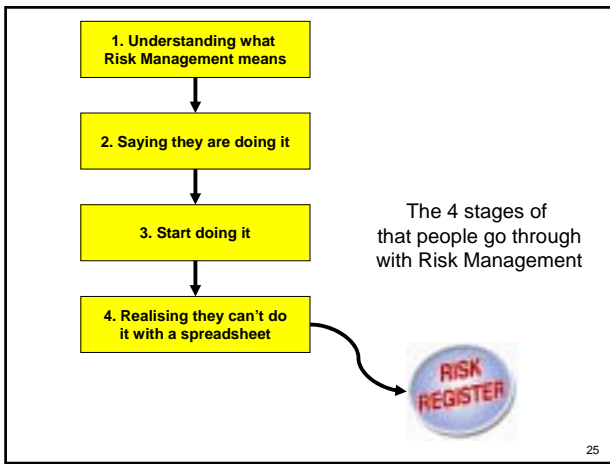 1. Understanding what
Risk Management means
2. Saying they are doing it
3. Start doing it
4. Realising they can't do
it with a spreadsheet
The 4 stages of
that people go through
with Risk Management
RISK
REGISTER
25